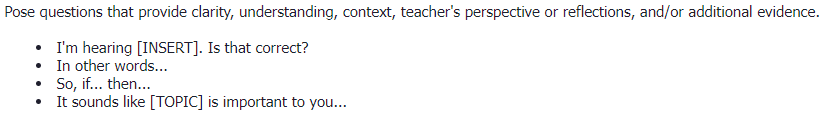 Pose questions that provide clarity, understanding, context, teacher's perspective or reflections, and/or additional evidence.
• I'm hearing [INSERT]. Is that correct?
• In other words...
• So, if... then...
• It sounds like [TOPIC] is important to you...